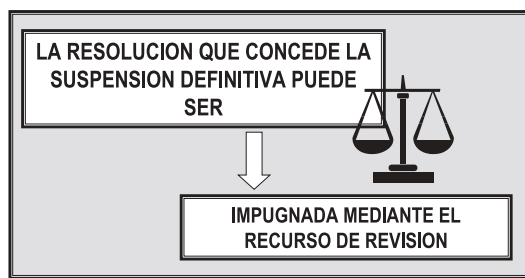 LA RESOLUCION QUE CONCEDE LA
SUSPENSION DEFINITIVA PUEDE
SER
IMPUGNADA MEDIANTE EL
RECURSO DE REVISION